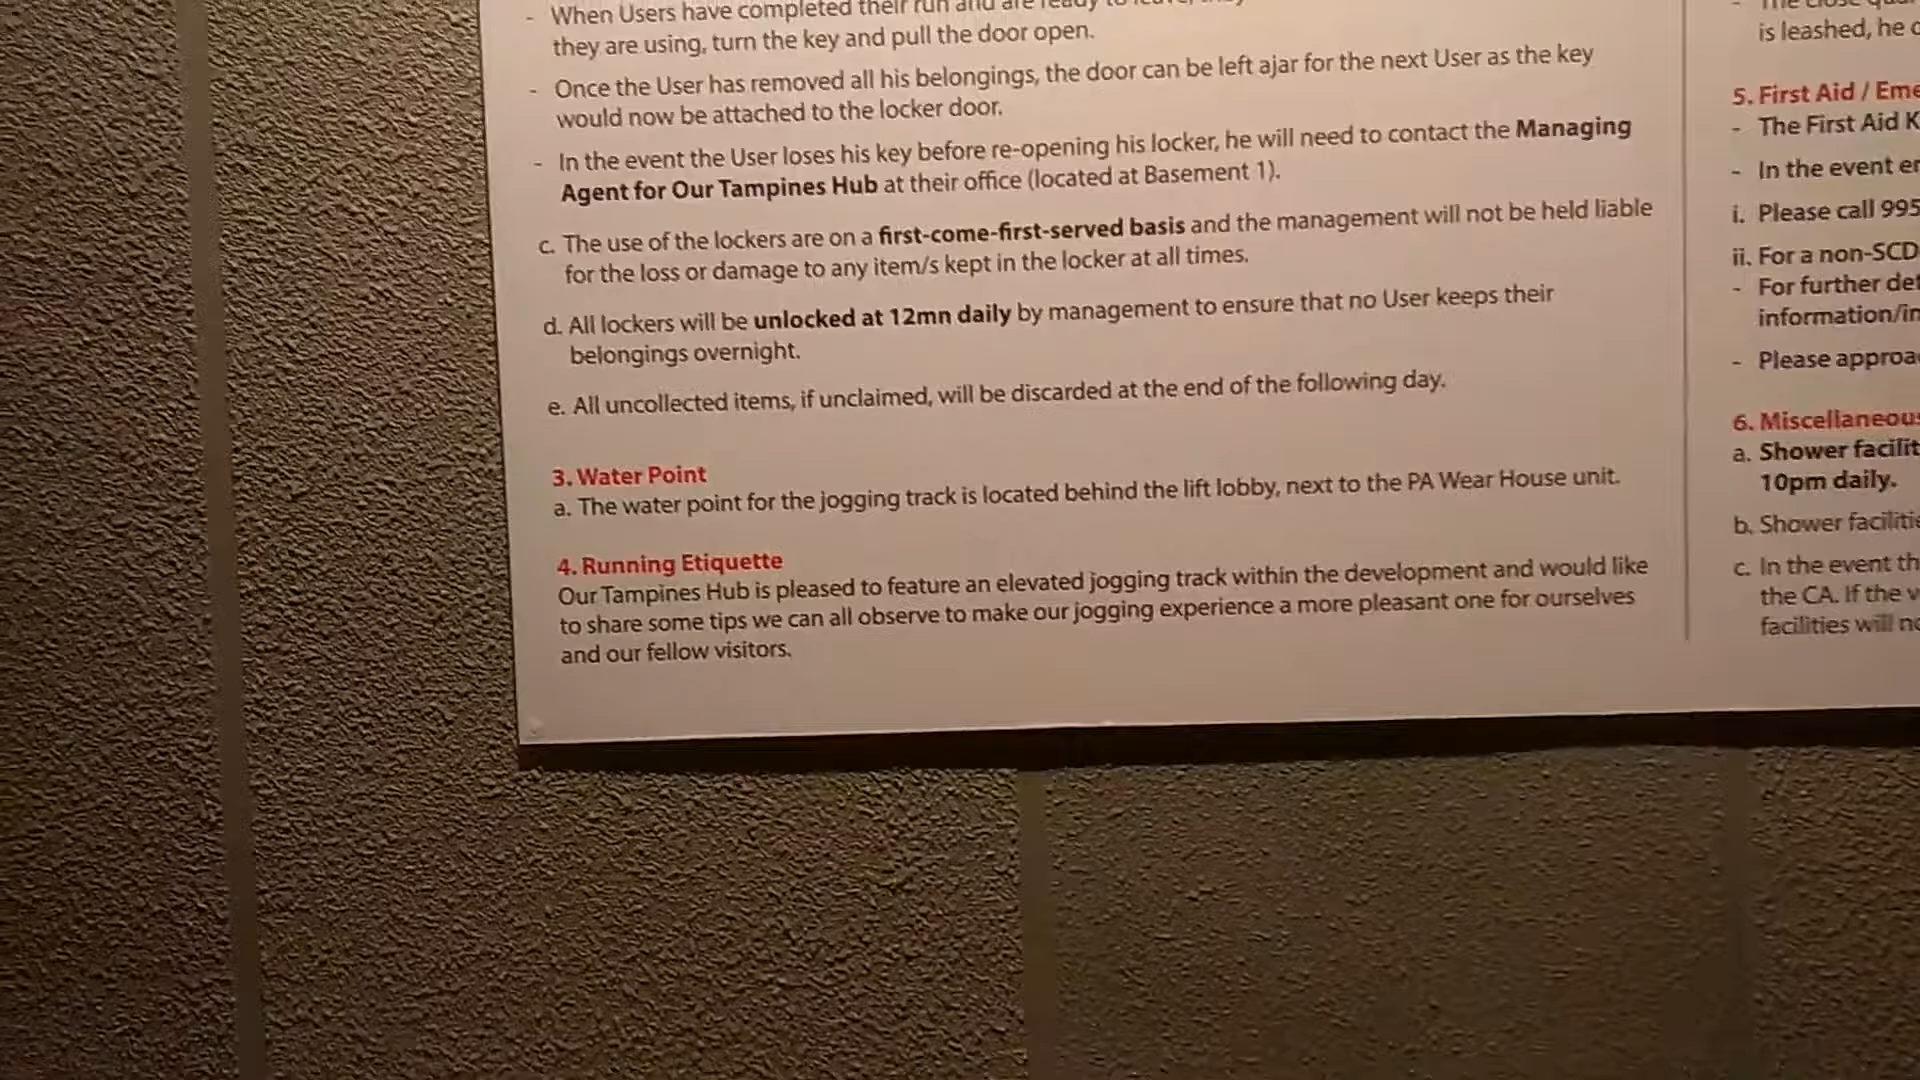 - When Users have completed their run and are ready to leave, they
they are using, turn the key and pull the door open.
- Once the User has removed all his belongings, the door can be left ajar for the next User as the key
would now be attached to the locker door.
- In the event the User loses his key before re-opening his locker, he will need to contact the Managing
Agent for Our Tampines Hub at their office (located at Basement 1).
c. The use of the lockers are on a first-come-first-served basis and the management will not be held liable
for the loss or damage to any item/s kept in the locker at all times.
d. All lockers will be unlocked at 12mn daily by management to ensure that no User keeps their
belongings overnight.
e. All uncollected items, if unclaimed, will be discarded at the end of the following day.
3. Water Point
a. The water point for the jogging track is located behind the lift lobby, next to the PA Wear House unit.
4. Running Etiquette
Our Tampines Hub is pleased to feature an elevated jogging track within the development and would like
to share some tips we can all observe to make our jogging experience a more pleasant one for ourselves
and our fellow visitors.
is leashed, he
5. First Aid / Eme
- The First Aid K
- In the event
i. Please call 995
ii. For a non-SCD
- For further
information/in
- Please approa
6. Miscellaneous
a. Shower facilit
10pm daily.
b. Shower faciliti
c. In the event th
the CA. If the
facilities will